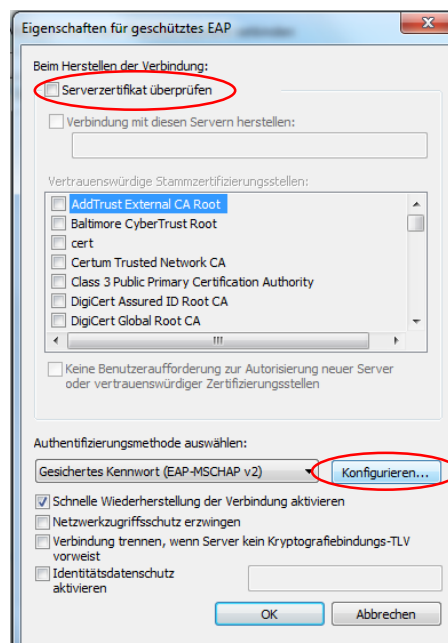 Eigenschaften für geschütztes EAP
Beim Herstellen der Verbindung:
Serverzertifikat überprüfen
Verbindung mit diesen Servern herstellen:
Vertrauenswürdige Stammzertifizierungsstellen:
AddTrust External CA Root
Baltimore CyberTrust Root
cert
Certum Trusted Network CA
Class 3 Public Primary Certification Authority
DigiCert Assured ID Root CA
DigiCert Global Root CA
Keine Benutzeraufforderung zur Autorisierung neuer Server
oder vertrauenswürdiger Zertifizierungsstellen
Authentifizierungsmethode auswählen:
Gesichertes Kennwort (EAP-MSCHAP v2)
Konfigurieren...
Schnelle Wiederherstellung der Verbindung aktivieren
Netzwerkzugriffsschutz erzwingen
Verbindung trennen, wenn Server kein Kryptografiebindungs-TLV
vorweist
Identitätsdatenschutz
aktivieren
OK
Abbrechen